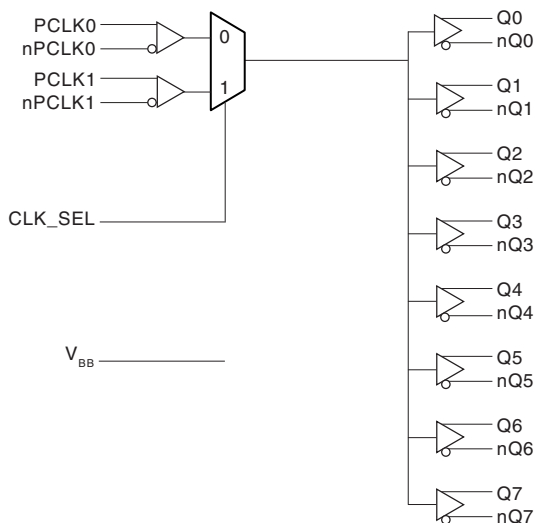 PCLK0
nPCLK0
PCLK1
nPCLK1
0
1
CLK_SEL
VBB
Q0
nQ0
Q1
nQ1
Q2
nQ2
Q3
nQ3
Q4
nQ4
Q5
nQ5
Q6
nQ6
Q7
nQ7